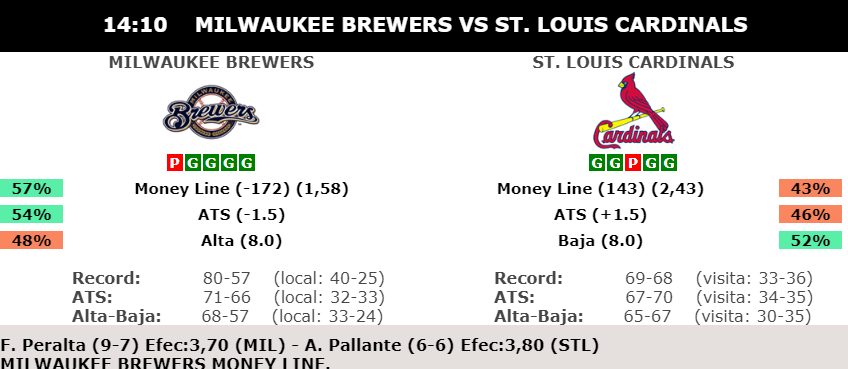 14:10 MILWAUKEE BREWERS VS ST. LOUIS CARDINALS
MILWAUKEE BREWERS ST. LOUIS CARDINALS
MILWAUKEE
Brewers
Cardinals
P G G G G G G P G G
57% Money Line (-172) (1,58) Money Line (143) (2,43) 43%
54% ATS (-1.5) ATS (+1.5) 46%
48% Alta (8.0) Baja (8.0) 52%
Record: 80-57 (local: 40-25) Record: 69-68 (visita: 33-36)
ATS: 71-66 (local: 32-33) ATS: 67-70 (visita: 34-35)
Alta-Baja: 68-57 (local: 33-24) Alta-Baja: 65-67 (visita: 30-35)
F. Peralta (9-7) Efec:3,70 (MIL) - A. Pallante (6-6) Efec:3,80 (STL)
MILWAUKEE BREWERS MONEY LINE.